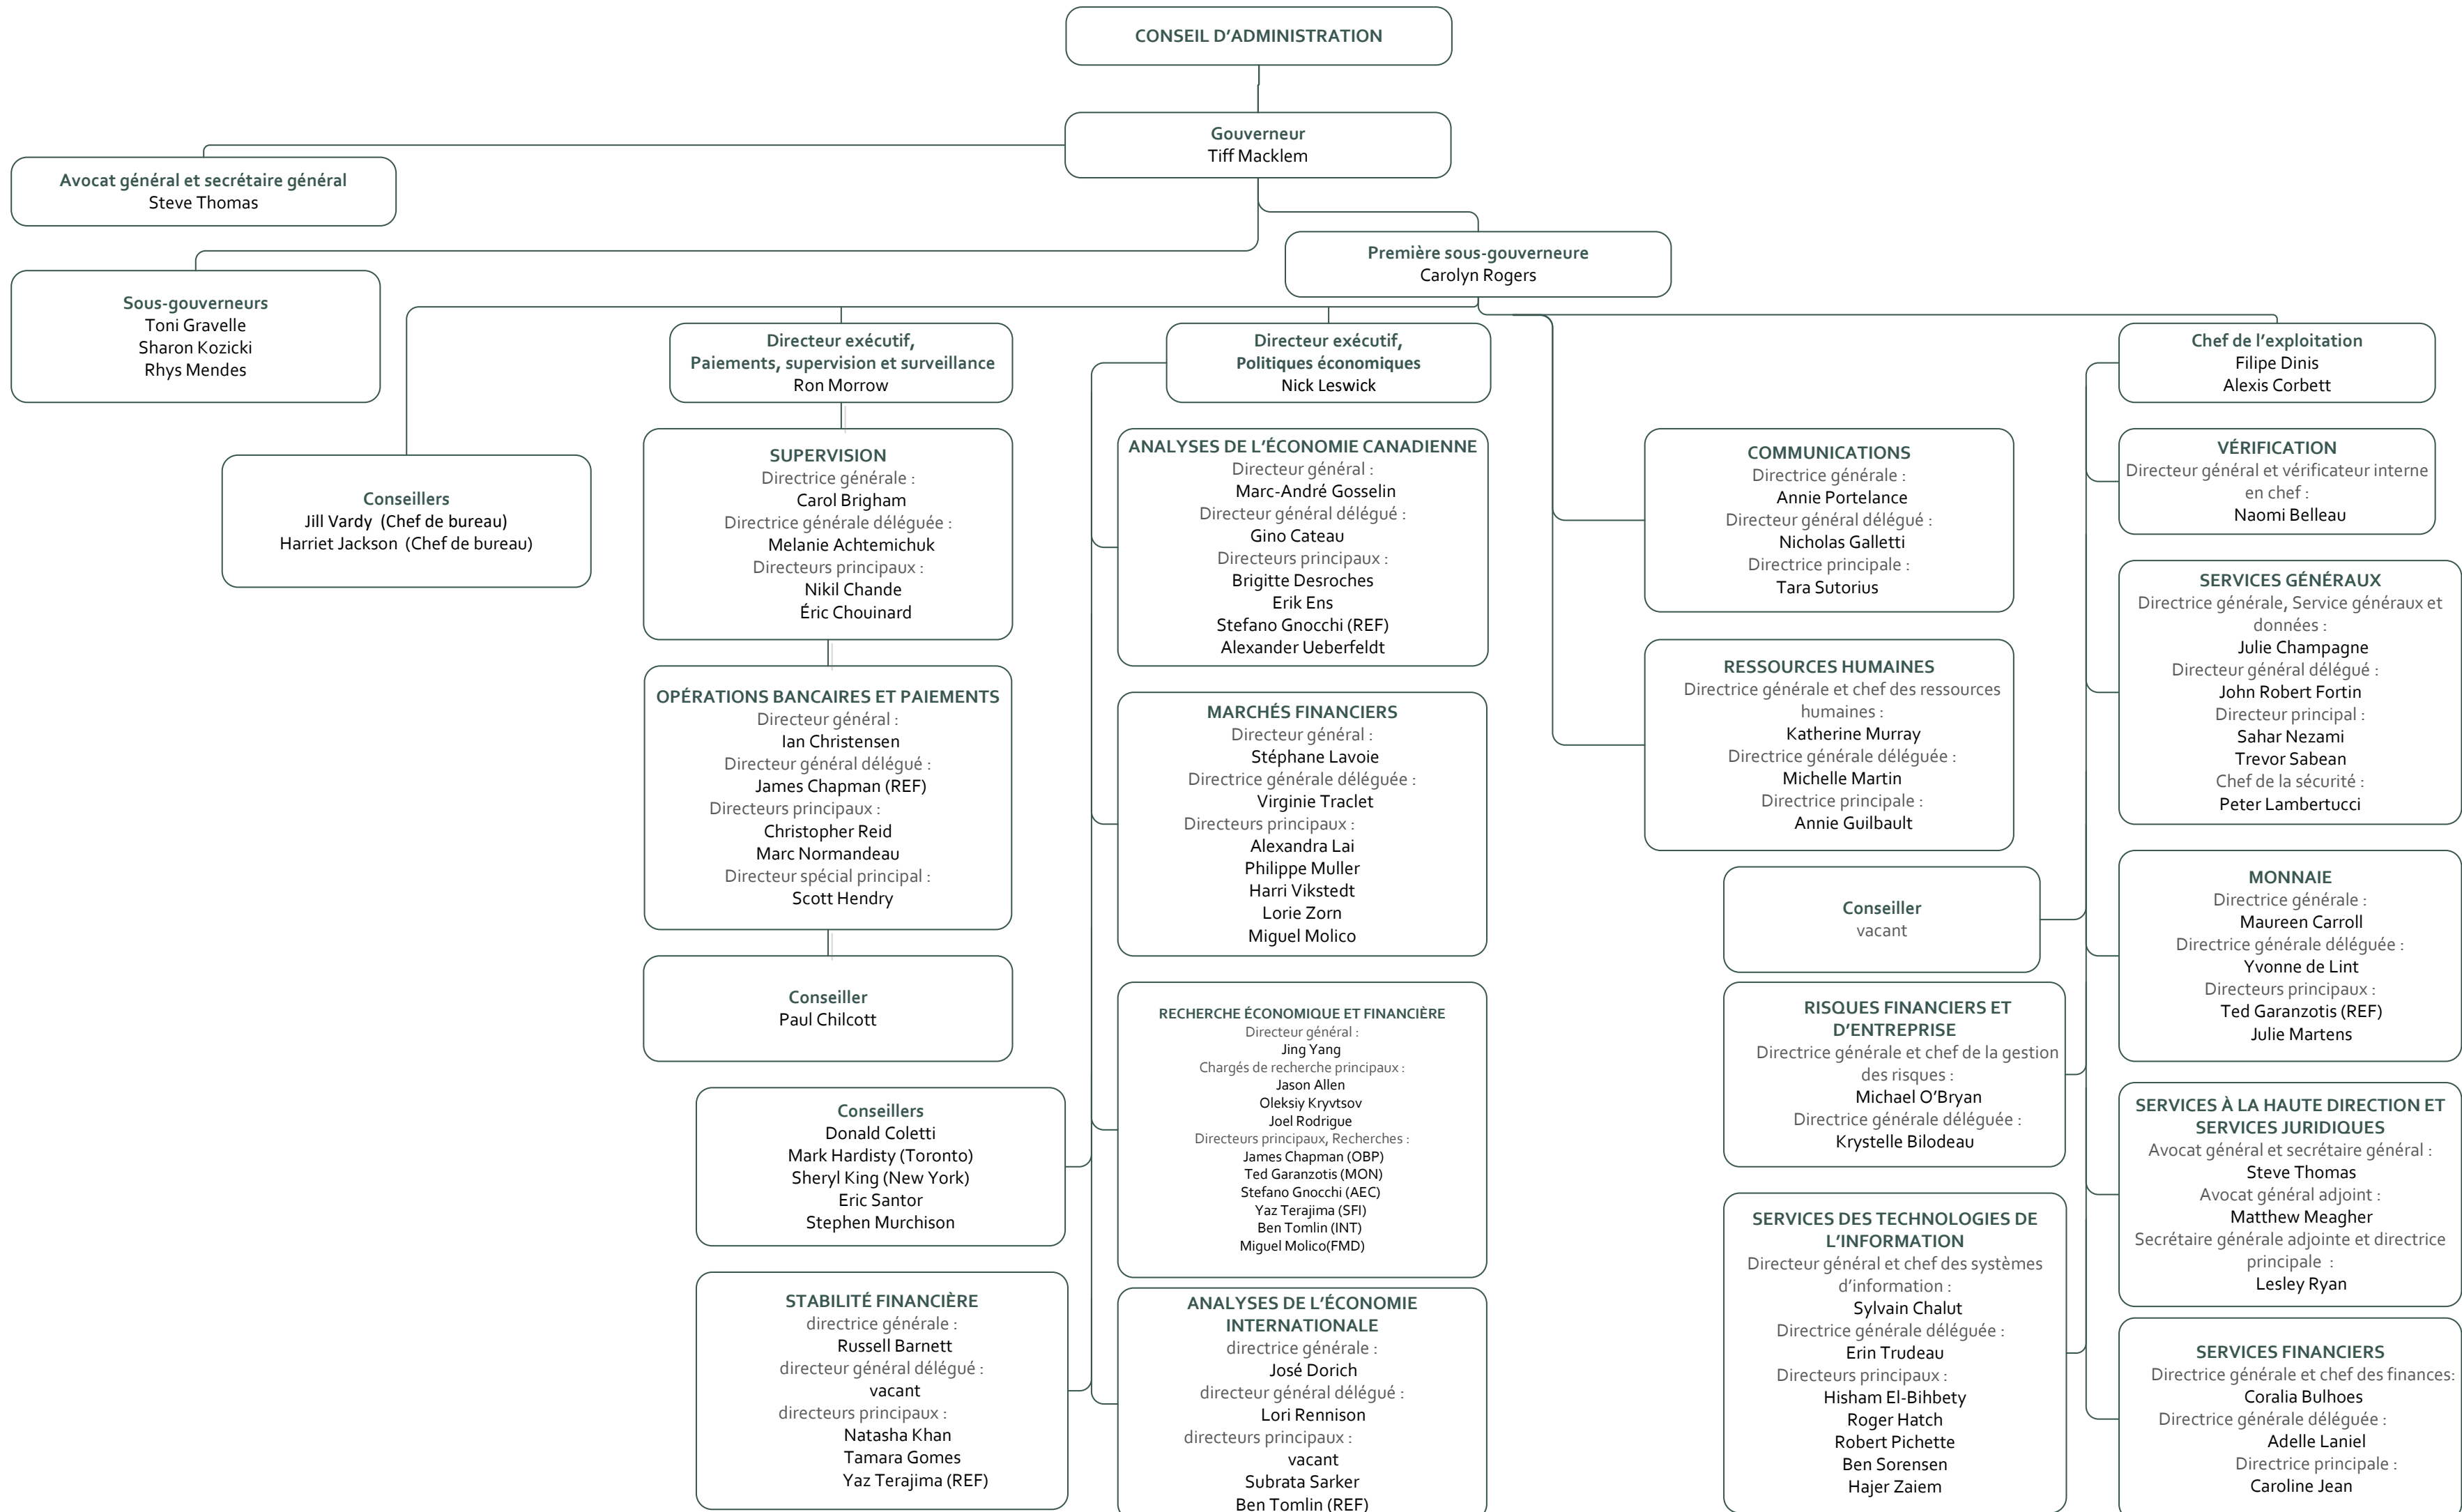 CONSEIL D’ADMINISTRATION
Gouverneur
Tiff Macklem
Avocat général et secrétaire général
Steve Thomas
Première sous-gouverneure
Carolyn Rogers
Sous-gouverneurs
Toni Gravelle
Sharon Kozicki
Rhys Mendes
Conseillers
Jill Vardy (Chef de bureau)
Harriet Jackson (Chef de bureau)
Directeur exécutif,
Paiements, supervision et surveillance
Ron Morrow
SUPERVISION
Directrice générale :
Carol Brigham
Directrice générale déléguée :
Melanie Achtemichuk
Directeurs principaux :
Nikil Chande
Éric Chouinard
OPÉRATIONS BANCAIRES ET PAIEMENTS
Directeur général :
Ian Christensen
Directeur général délégué :
James Chapman (REF)
Directeurs principaux :
Christopher Reid
Marc Normandeau
Directeur spécial principal :
Scott Hendry
Conseiller
Paul Chilcott
Directeur exécutif,
Politiques économiques
Nick Leswick
ANALYSES DE L’ÉCONOMIE CANADIENNE
Directeur général :
Marc-André Gosselin
Directeur général délégué :
Gino Cateau
Directeurs principaux :
Brigitte Desroches
Erik Ens
Stefano Gnocchi (REF)
Alexander Ueberfeldt
MARCHÉS FINANCIERS
Directeur général :
Stéphane Lavoie
Directrice générale déléguée :
Virginie Traclet
Directeurs principaux :
Alexandra Lai
Philippe Muller
Harri Vikstedt
Lorie Zorn
Miguel Molico
RECHERCHE ÉCONOMIQUE ET FINANCIÈRE
Directeur général :
Jing Yang
Chargés de recherche principaux :
Jason Allen
Oleksiy Kryvtsov
Joel Rodrigue
Directeurs principaux, Recherches :
James Chapman (OBP)
Ted Garanzotis (MON)
Stefano Gnocchi (AEC)
Yaz Terajima (SFI)
Ben Tomlin (INT)
Miguel Molico(FMD)
Conseillers
Donald Coletti
Mark Hardisty (Toronto)
Sheryl King (New York)
Eric Santor
Stephen Murchison
STABILITÉ FINANCIÈRE
directrice générale :
Russell Barnett
directeur général délégué :
vacant
directeurs principaux :
Natasha Khan
Tamara Gomes
Yaz Terajima (REF)
ANALYSES DE L’ÉCONOMIE
INTERNATIONALE
directrice générale :
José Dorich
directeur général délégué :
Lori Rennison
directeurs principaux :
vacant
Subrata Sarker
Ben Tomlin (REF)
COMMUNICATIONS
Directrice générale :
Annie Portelance
Directeur général délégué :
Nicholas Galletti
Directrice principale :
Tara Sutorius
RESSOURCES HUMAINES
Directrice générale et chef des ressources
humaines :
Katherine Murray
Directrice générale déléguée :
Michelle Martin
Directrice principale :
Annie Guilbault
Chef de l’exploitation
Filipe Dinis
Alexis Corbett
VÉRIFICATION
Directeur général et vérificateur interne
en chef :
Naomi Belleau
SERVICES GÉNÉRAUX
Directrice générale, Service généraux et
données :
Julie Champagne
Directeur général délégué :
John Robert Fortin
Directeur principal :
Sahar Nezami
Trevor Sabean
Chef de la sécurité :
Peter Lambertucci
Conseiller
vacant
MONNAIE
Directrice générale :
Maureen Carroll
Directrice générale déléguée :
Yvonne de Lint
Directeurs principaux :
Ted Garanzotis (REF)
Julie Martens
RISQUES FINANCIERS ET
D’ENTREPRISE
Directrice générale et chef de la gestion
des risques :
Michael O’Bryan
Directrice générale déléguée :
Krystelle Bilodeau
SERVICES À LA HAUTE DIRECTION ET
SERVICES JURIDIQUES
Avocat général et secrétaire général :
Steve Thomas
Avocat général adjoint :
Matthew Meagher
Secrétaire générale adjointe et directrice
principale :
Lesley Ryan
SERVICES DES TECHNOLOGIES DE
L’INFORMATION
Directeur général et chef des systèmes
d’information :
Sylvain Chalut
Directrice générale déléguée :
Erin Trudeau
Directeurs principaux :
Hisham El-Bihbety
Roger Hatch
Robert Pichette
Ben Sorensen
Hajer Zaiem
SERVICES FINANCIERS
Directrice générale et chef des finances:
Coralia Bulhoes
Directrice générale déléguée :
Adelle Laniel
Directrice principale :
Caroline Jean